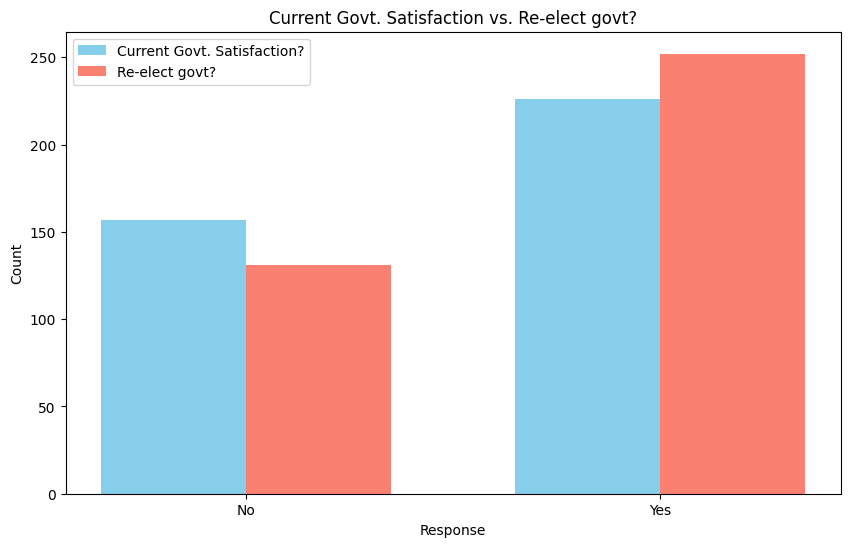 Current Govt. Satisfaction vs. Re-elect govt?
Current Govt. Satisfaction?
Re-elect govt?
250
200
150
100
50
0
Count
No
Yes
Response